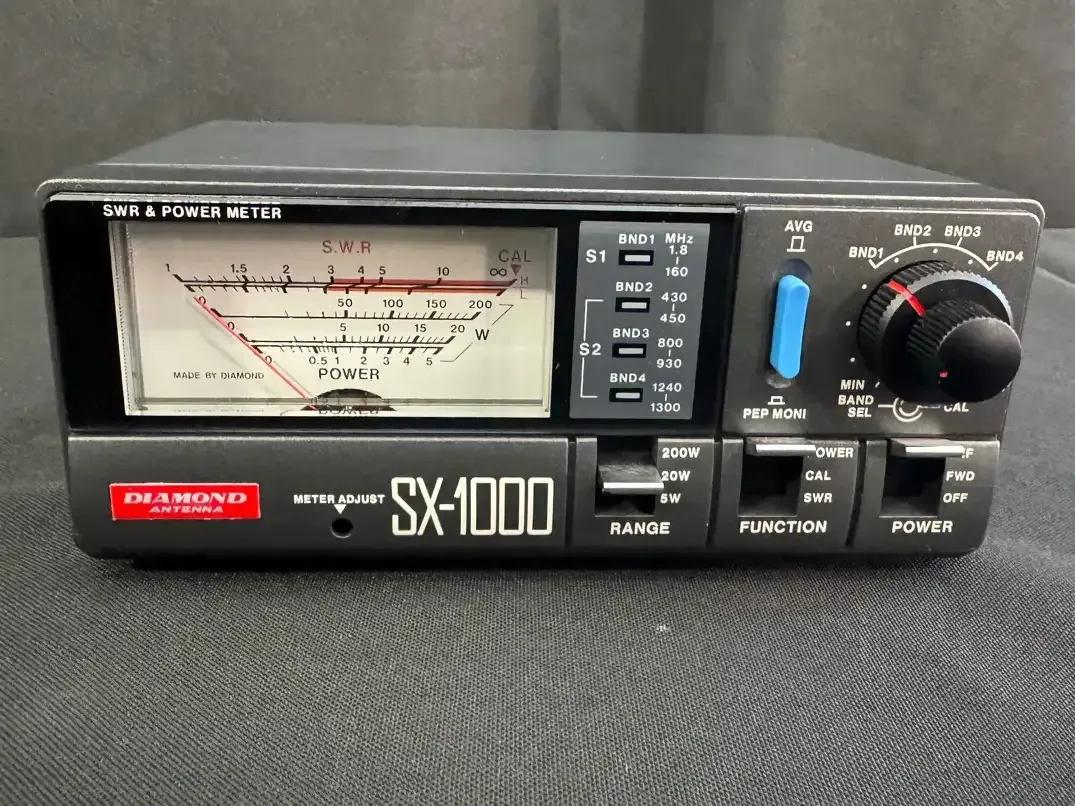 SWR & POWER METER
S.W.R
CAL
1 1.5 2 3 4 5 10 ∞
H
L
0 50 100 150 200
0 5 10 15 20 W
0 0.5 1 2 3 4 5
POWER
MADE BY DIAMOND
BND1 MHz
S1 1.8
160
BND2 430
450
S2 BND3 800
930
BND4 1240
1300
AVG
PEP MONI
BND1 BND2 BND3 BND4
MIN
BAND
SEL
CAL
DIAMOND
ANTENNA
METER ADJUST
SX-1000
200W
20W
5W
RANGE
OWER
CAL
SWR
FUNCTION
F
FWD
OFF
POWER